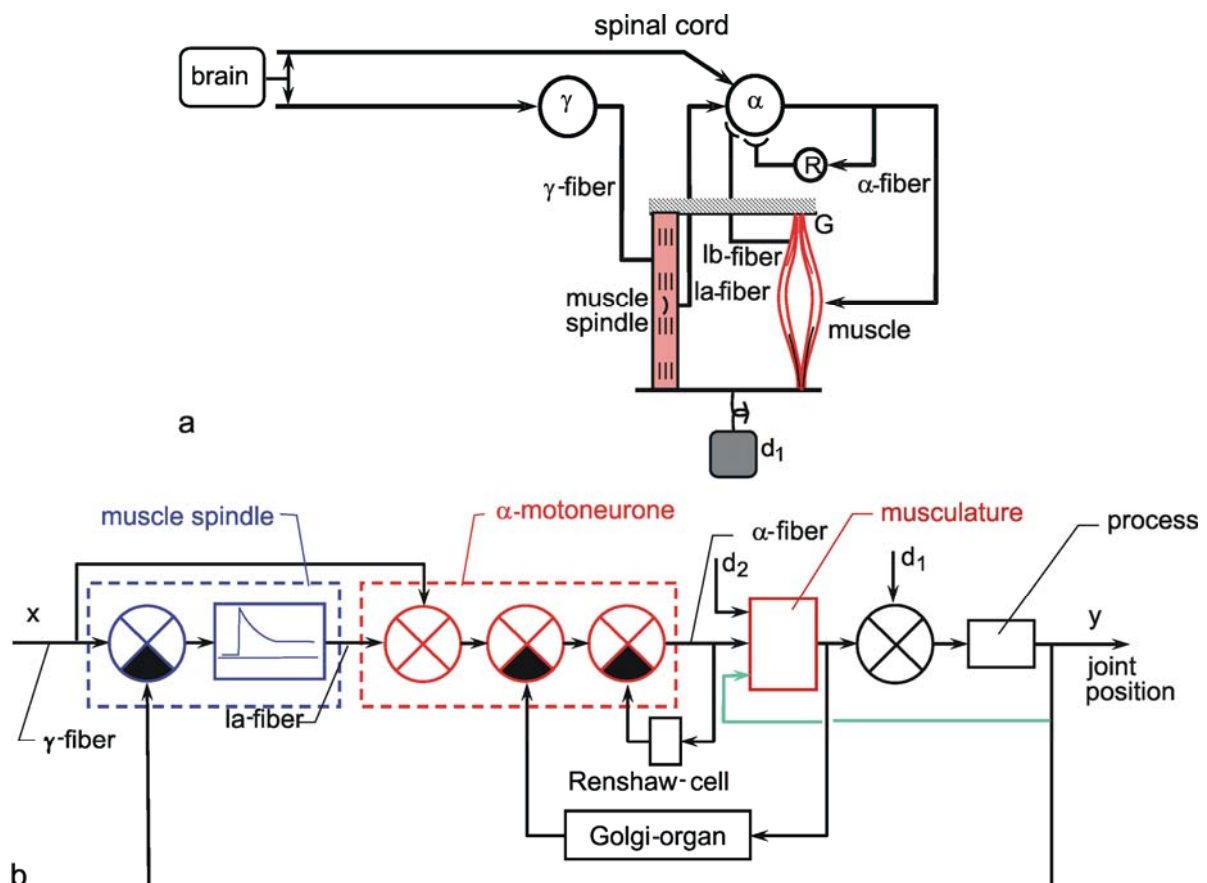 spinal cord
brain
γ
α
R
γ-fiber
α-fiber
G
Ib-fiber
Ia-fiber
muscle
spindle
muscle
a
d1
muscle spindle
α-motoneurone
α-fiber
musculature
process
d2
d1
x
y
joint
position
Ia-fiber
γ-fiber
Renshaw-cell
Golgi-organ
b